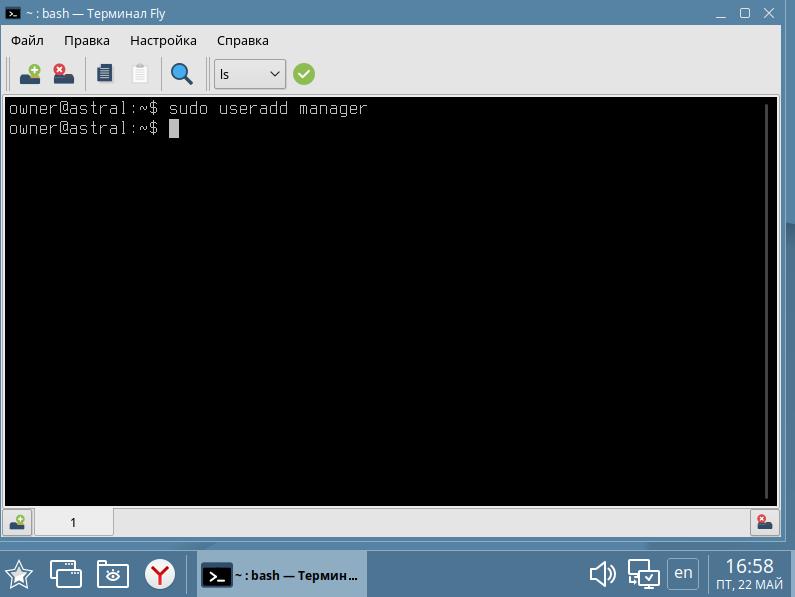 ~ : bash — Терминал Fly
Файл Правка Настройка Справка
ls
owner@astral:~$ sudo useradd manager
owner@astral:~$
1
~ : bash — Термин...
en
16:58
ПТ, 22 МАЙ